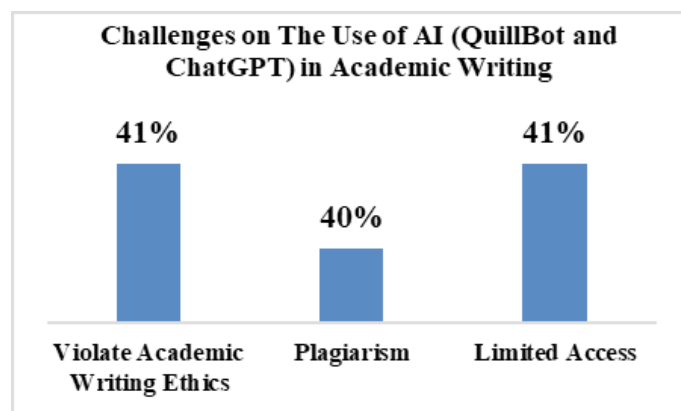 Challenges on The Use of AI (QuillBot and
ChatGPT) in Academic Writing
41%
40%
41%
Violate Academic
Writing Ethics
Plagiarism
Limited Access